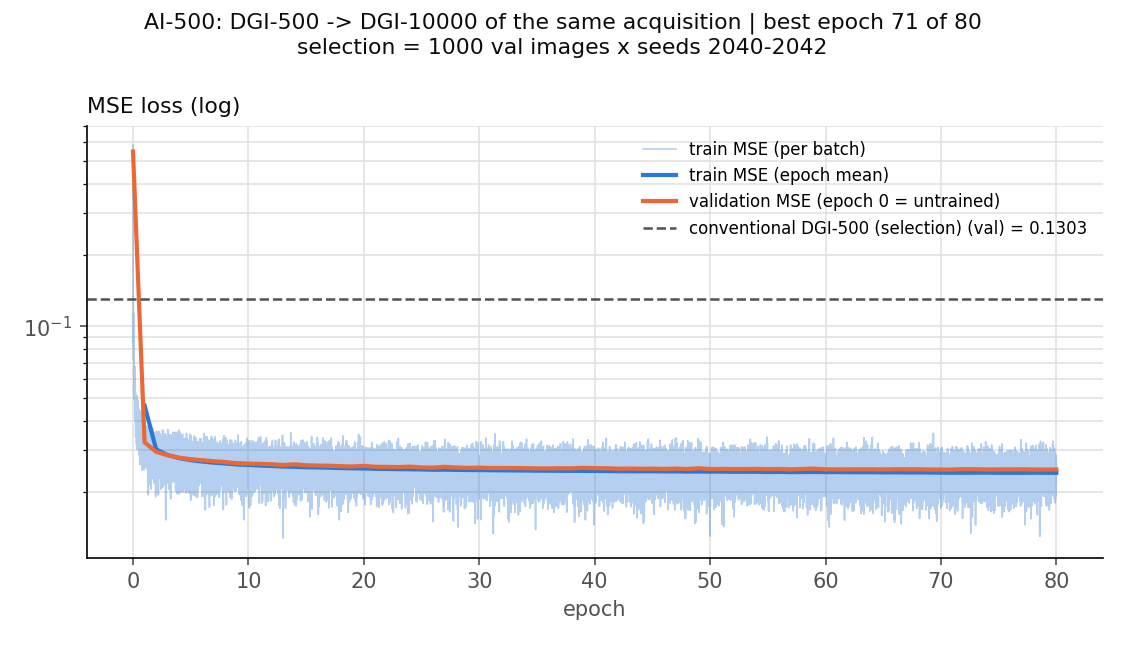 AI-500: DGI-500 -> DGI-10000 of the same acquisition | best epoch 71 of 80
selection = 1000 val images x seeds 2040-2042
MSE loss (log)
train MSE (per batch)
train MSE (epoch mean)
validation MSE (epoch 0 = untrained)
conventional DGI-500 (selection) (val) = 0.1303
10⁻¹
0 10 20 30 40 50 60 70 80
epoch